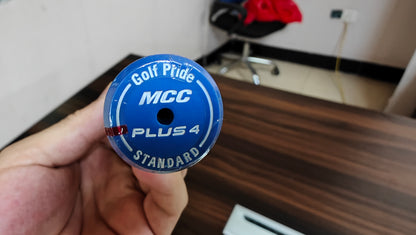 Golf Pride
MCC
PLUS 4
STANDARD